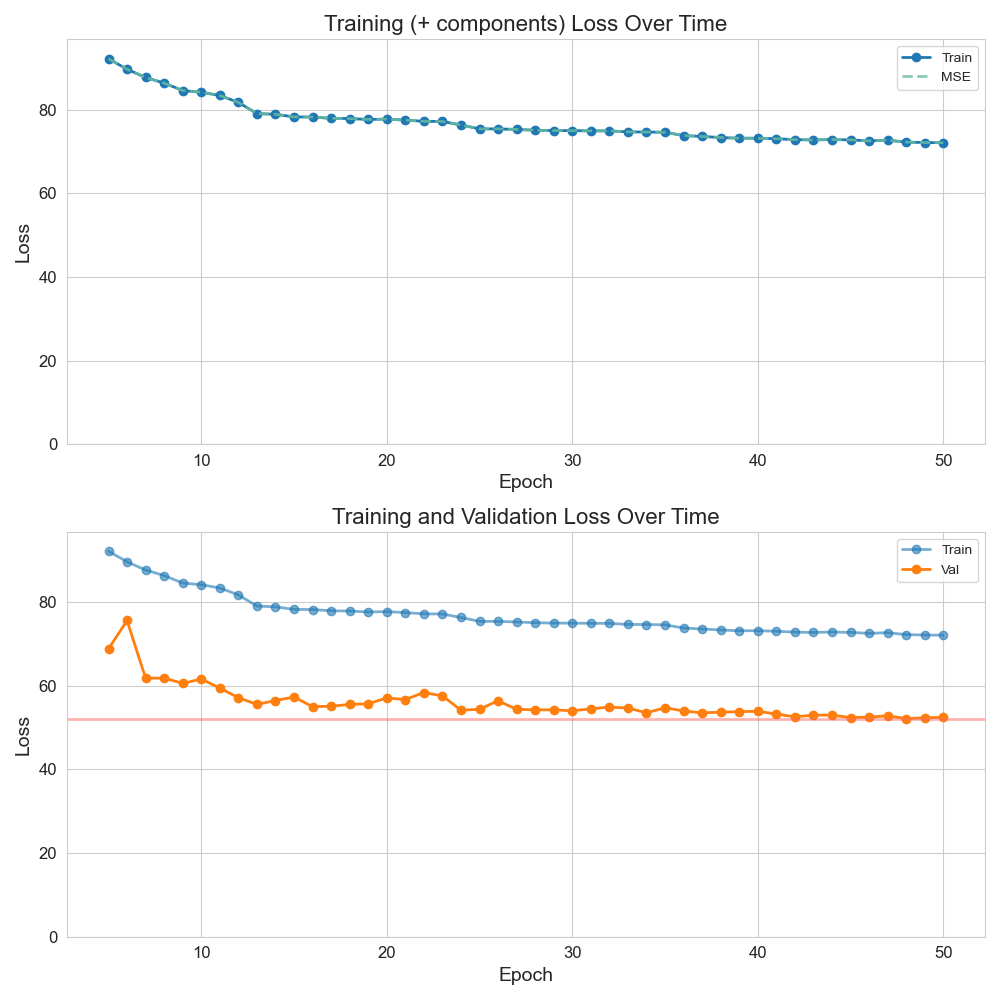 Training (+ components) Loss Over Time
Train
MSE
80
60
40
20
0
Loss
10 20 30 40 50
Epoch
Training and Validation Loss Over Time
Train
Val
80
60
40
20
0
Loss
10 20 30 40 50
Epoch